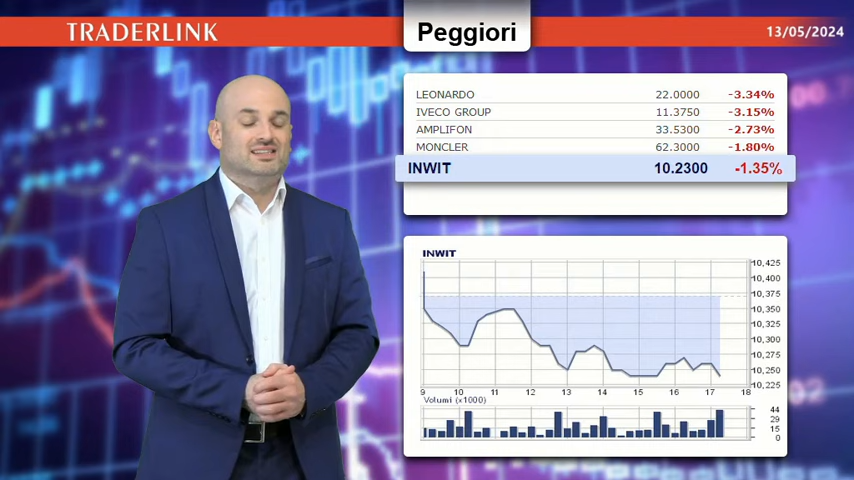 TRADERLINK
Peggiori
13/05/2024
LEONARDO 22.0000 -3.34%
IVECO GROUP 11.3750 -3.15%
AMPLIFON 33.5300 -2.73%
MONCLER 62.3000 -1.80%
INWIT 10.2300 -1.35%
INWIT
10,425
10,400
10,375
10,350
10,325
10,300
10,275
10,250
10,225
9 10 11 12 13 14 15 16 17 18
Volumi (x1000)
44
29
15
0